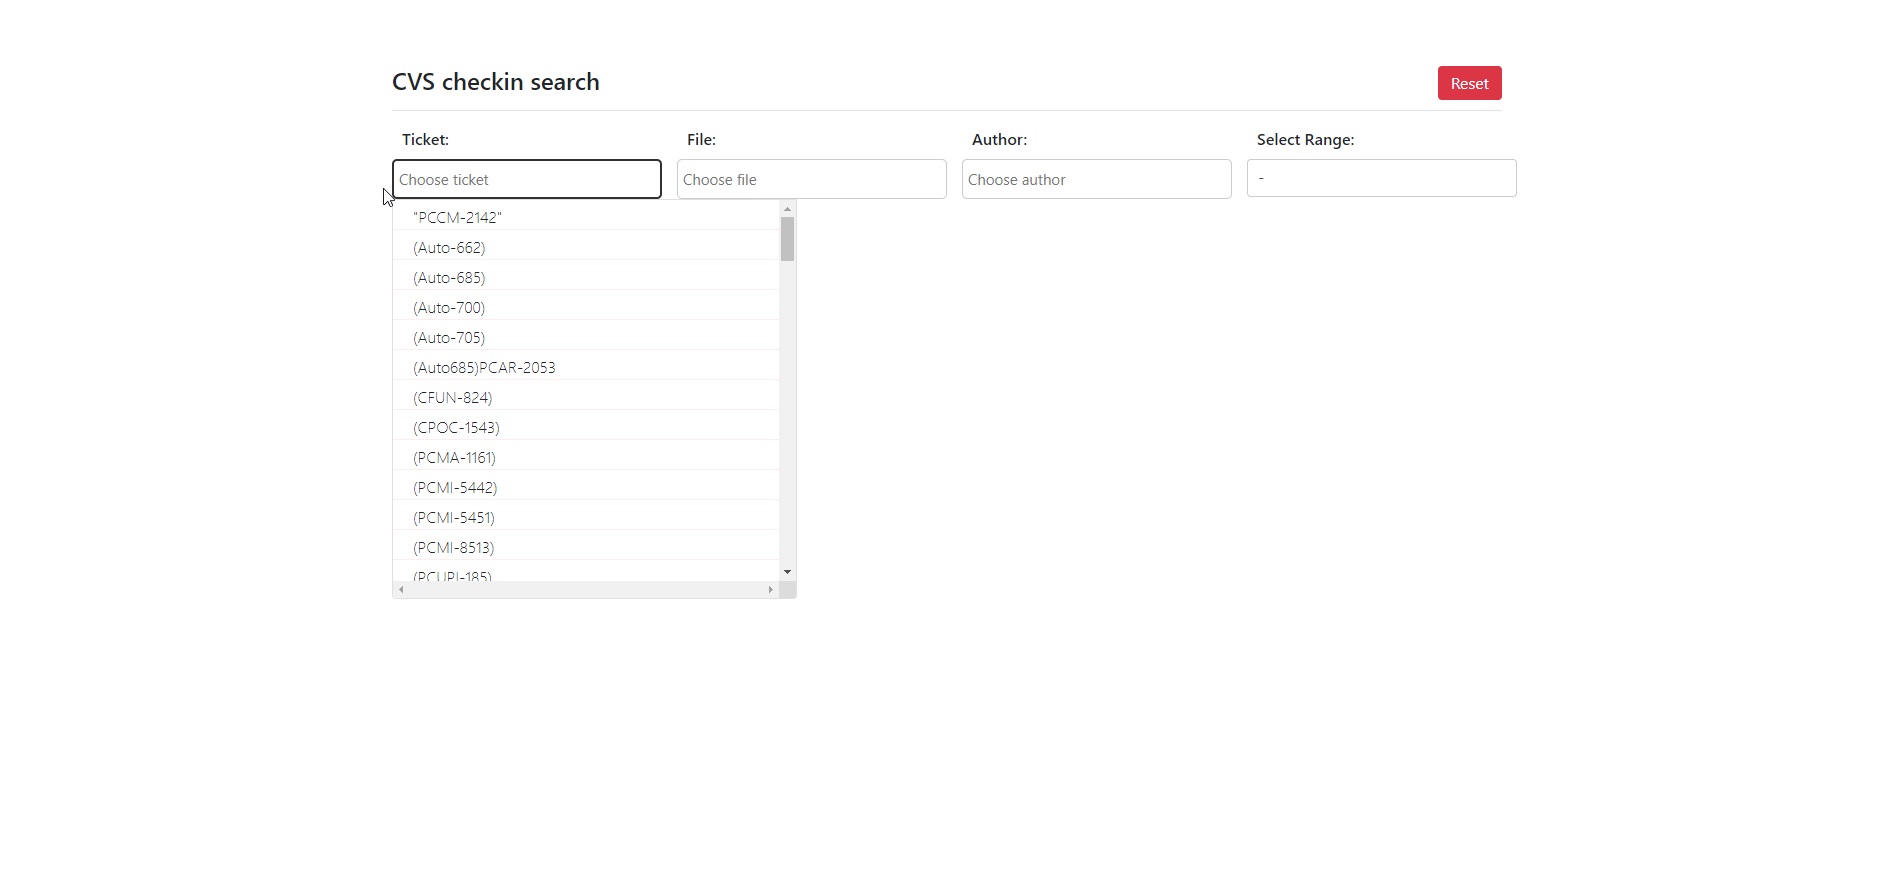 CVS checkin search
Reset
Ticket:
File:
Author:
Select Range:
Choose ticket
Choose file
Choose author
-
"PCCM-2142"
(Auto-662)
(Auto-685)
(Auto-700)
(Auto-705)
(Auto685)PCAR-2053
(CFUN-824)
(CPOC-1543)
(PCMA-1161)
(PCMI-5442)
(PCMI-5451)
(PCMI-8513)
(PCUPI-185)